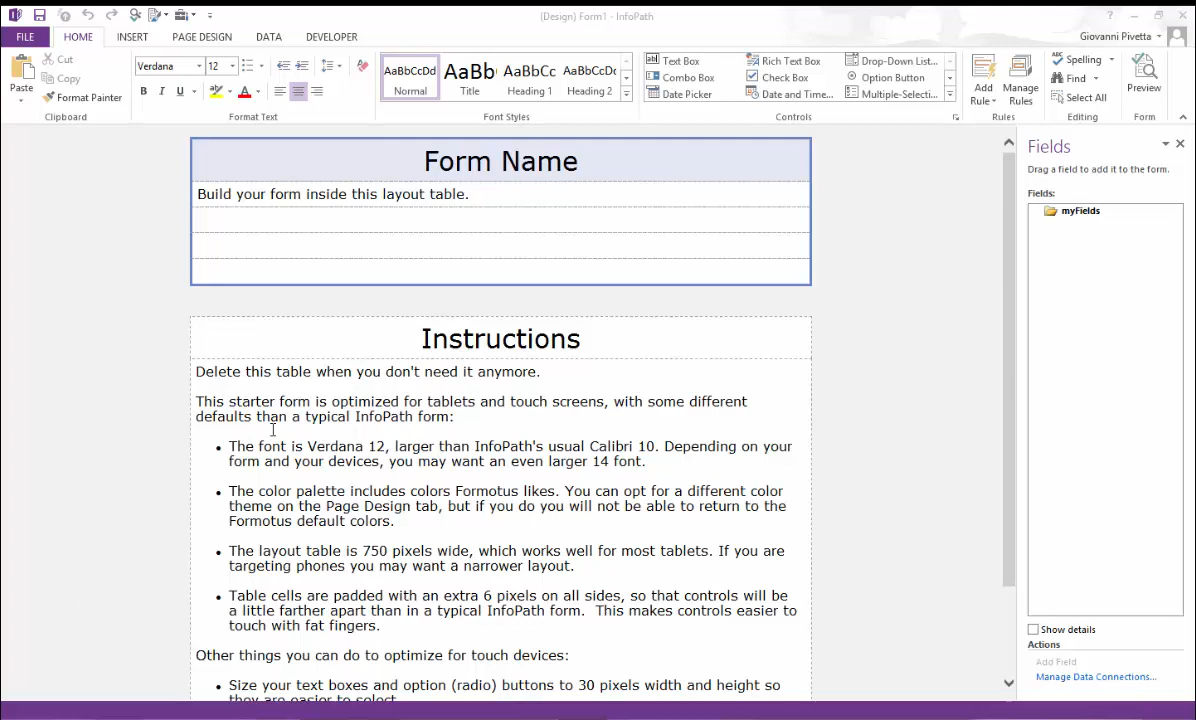 (Design) Form1 - InfoPath
FILE HOME INSERT PAGE DESIGN DATA DEVELOPER Giovanni Pivetta
Paste Cut Copy Format Painter
Clipboard
Verdana 12
B I U A
Format Text
AaBbCcDd Normal
AaBb Title
AaBbCc Heading 1
AaBbCcDc Heading 2
Font Styles
Text Box Rich Text Box Drop-Down List...
Combo Box Check Box Option Button
Date Picker Date and Time... Multiple-Selecti...
Controls
Add Rule Manage Rules
Rules
Spelling
Find
Select All
Editing
Preview
Form
Form Name
Build your form inside this layout table.
Instructions
Delete this table when you don't need it anymore.
This starter form is optimized for tablets and touch screens, with some different
defaults than a typical InfoPath form:
• The font is Verdana 12, larger than InfoPath's usual Calibri 10. Depending on your
form and your devices, you may want an even larger 14 font.
• The color palette includes colors Formotus likes. You can opt for a different color
theme on the Page Design tab, but if you do you will not be able to return to the
Formotus default colors.
• The layout table is 750 pixels wide, which works well for most tablets. If you are
targeting phones you may want a narrower layout.
• Table cells are padded with an extra 6 pixels on all sides, so that controls will be
a little farther apart than in a typical InfoPath form. This makes controls easier to
touch with fat fingers.
Other things you can do to optimize for touch devices:
• Size your text boxes and option (radio) buttons to 30 pixels width and height so
they are easier to select
Fields
Drag a field to add it to the form.
Fields:
myFields
Show details
Actions
Add Field
Manage Data Connections...